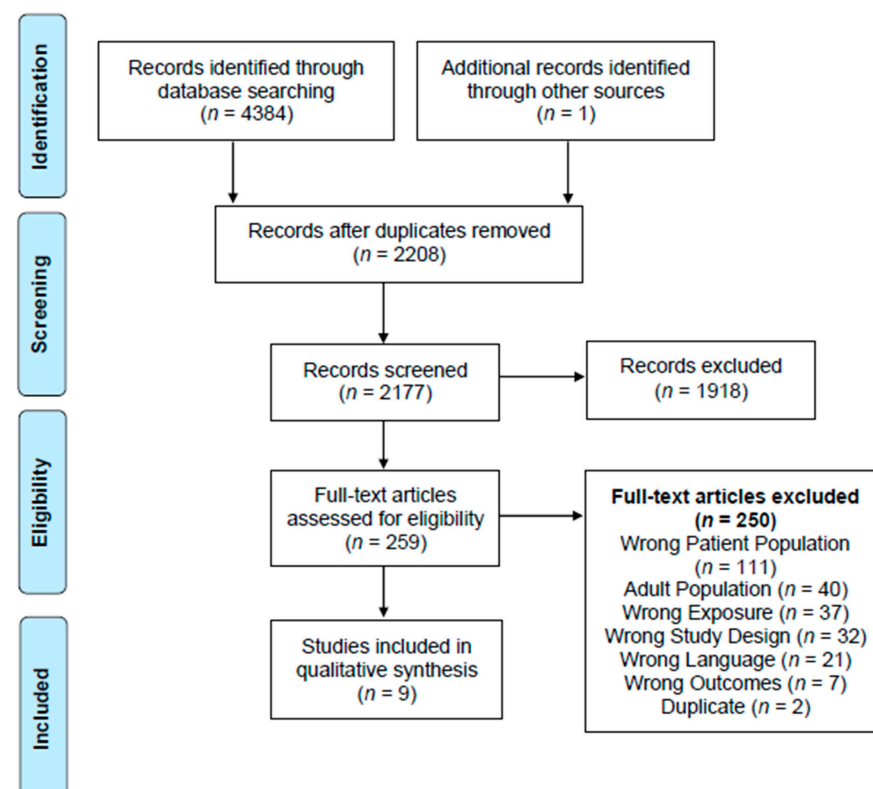 Identification
Records identified through
database searching
(n = 4384)
Additional records identified
through other sources
(n = 1)
Screening
Records after duplicates removed
(n = 2208)
Records screened
(n = 2177)
Records excluded
(n = 1918)
Eligibility
Full-text articles
assessed for eligibility
(n = 259)
Full-text articles excluded
(n = 250)
Wrong Patient Population
(n = 111)
Adult Population (n = 40)
Wrong Exposure (n = 37)
Wrong Study Design (n = 32)
Wrong Language (n = 21)
Wrong Outcomes (n = 7)
Duplicate (n = 2)
Included
Studies included in
qualitative synthesis
(n = 9)